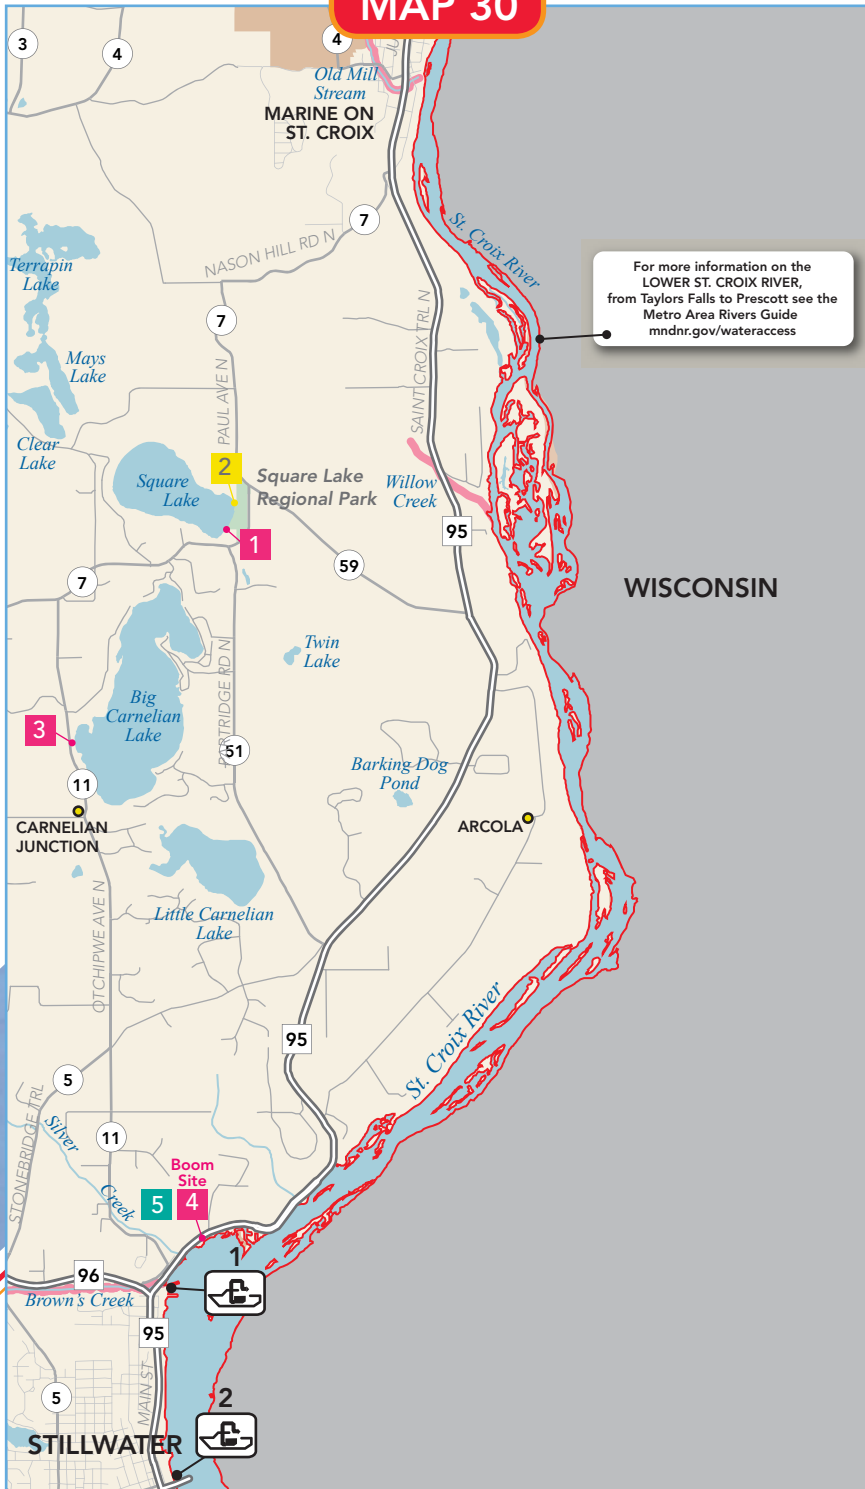 MAP 30
3
4
4
Old Mill
Stream
MARINE ON
ST. CROIX
7
NASON HILL RD N
St. Croix River
Terrapin
Lake
For more information on the
LOWER ST. CROIX RIVER,
from Taylors Falls to Prescott see the
Metro Area Rivers Guide
mndnr.gov/wateraccess
7
SAINT CROIX TRL N
Mays
Lake
PAUL AVE N
Clear
Lake
2
Square Lake
Regional Park
Square
Lake
Willow
Creek
1
95
59
7
WISCONSIN
Twin
Lake
PARTRIDGE RD N
Big
Carnelian
Lake
3
51
Barking Dog
Pond
11
CARNELIAN
JUNCTION
ARCOLA
Little Carnelian
Lake
OTCHIPWE AVE N
95
St. Croix River
5
STONEBRIDGE TRL
Silver
Creek
11
Boom
Site
5
4
1
96
Brown's Creek
95
MAIN ST
5
2
STILLWATER